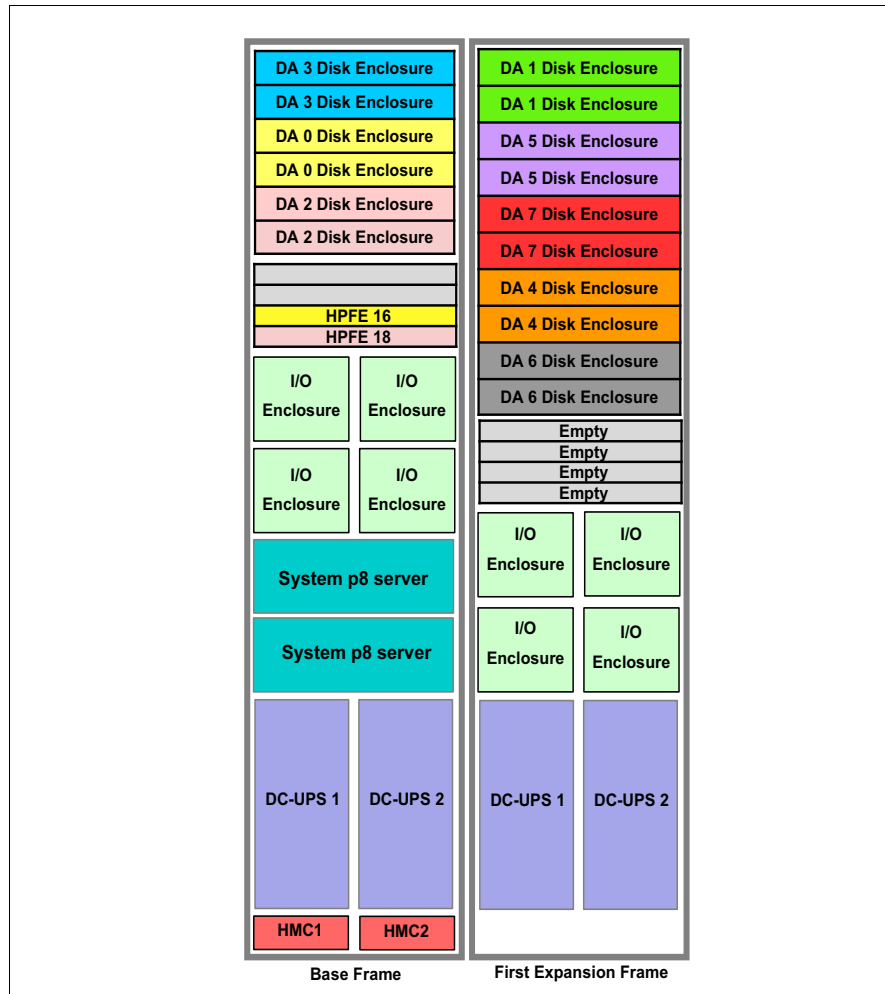 DA 3 Disk Enclosure
DA 3 Disk Enclosure
DA 0 Disk Enclosure
DA 0 Disk Enclosure
DA 2 Disk Enclosure
DA 2 Disk Enclosure
HPFE 16
HPFE 18
I/O
Enclosure
I/O
Enclosure
I/O
Enclosure
I/O
Enclosure
System p8 server
System p8 server
DC-UPS 1
DC-UPS 2
HMC1
HMC2
Base Frame
DA 1 Disk Enclosure
DA 1 Disk Enclosure
DA 5 Disk Enclosure
DA 5 Disk Enclosure
DA 7 Disk Enclosure
DA 7 Disk Enclosure
DA 4 Disk Enclosure
DA 4 Disk Enclosure
DA 6 Disk Enclosure
DA 6 Disk Enclosure
Empty
Empty
Empty
Empty
I/O
Enclosure
I/O
Enclosure
I/O
Enclosure
I/O
Enclosure
DC-UPS 1
DC-UPS 2
First Expansion Frame